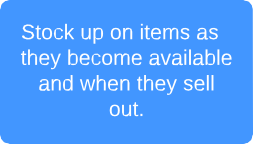 Stock up on items as
they become available
and when they sell
out.